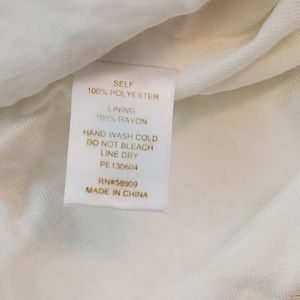 SELF
100% POLYESTER
LINING
100% RAYON
HAND WASH COLD
DO NOT BLEACH
LINE DRY
PE130604
RN#58909
MADE IN CHINA